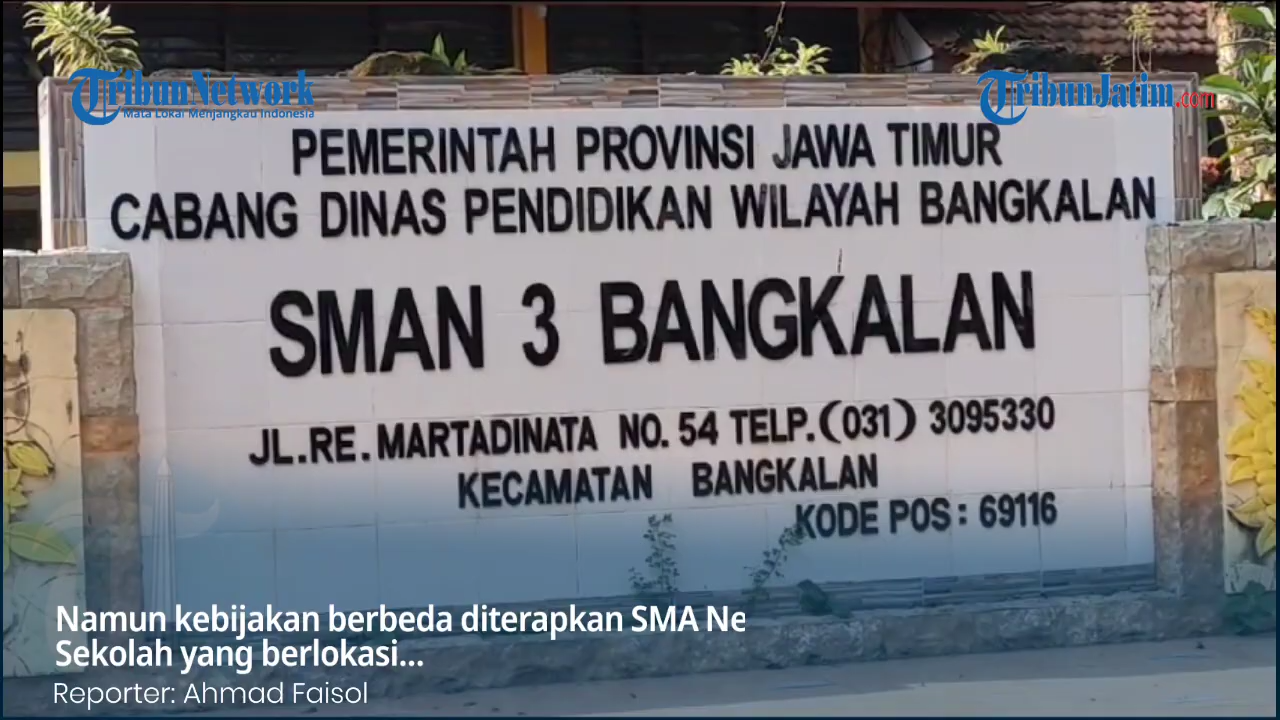 TribunNetwork
Mata Lokal Menjangkau Indonesia
TribunJatim.com
PEMERINTAH PROVINSI JAWA TIMUR
CABANG DINAS PENDIDIKAN WILAYAH BANGKALAN
SMAN 3 BANGKALAN
JL.RE.MARTADINATA NO. 54 TELP.(031) 3095330
KECAMATAN BANGKALAN
KODE POS: 69116
Namun kebijakan berbeda diterapkan SMA Ne
Sekolah yang berlokasi...
Reporter: Ahmad Faisol